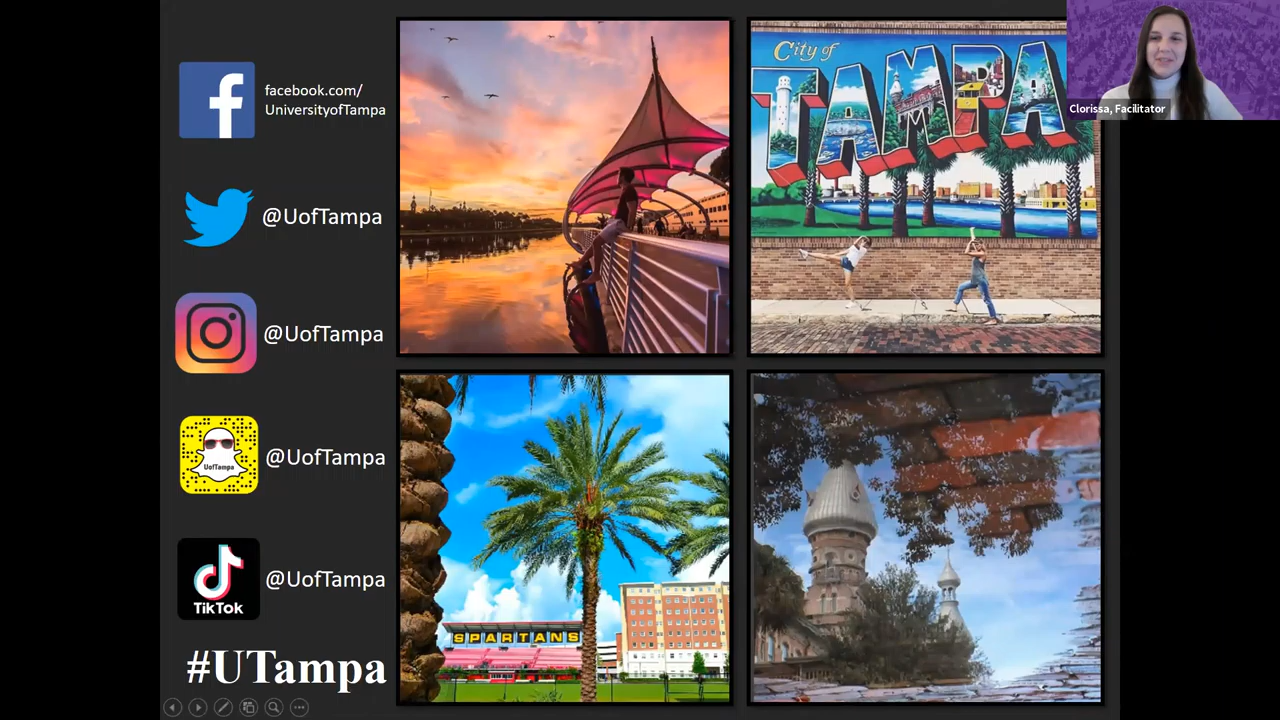 facebook.com/
UniversityofTampa
@UofTampa
@UofTampa
UofTampa
@UofTampa
TikTok
@UofTampa
#UTampa
City of
TAMPA
SPARTANS
Clorissa, Facilitator